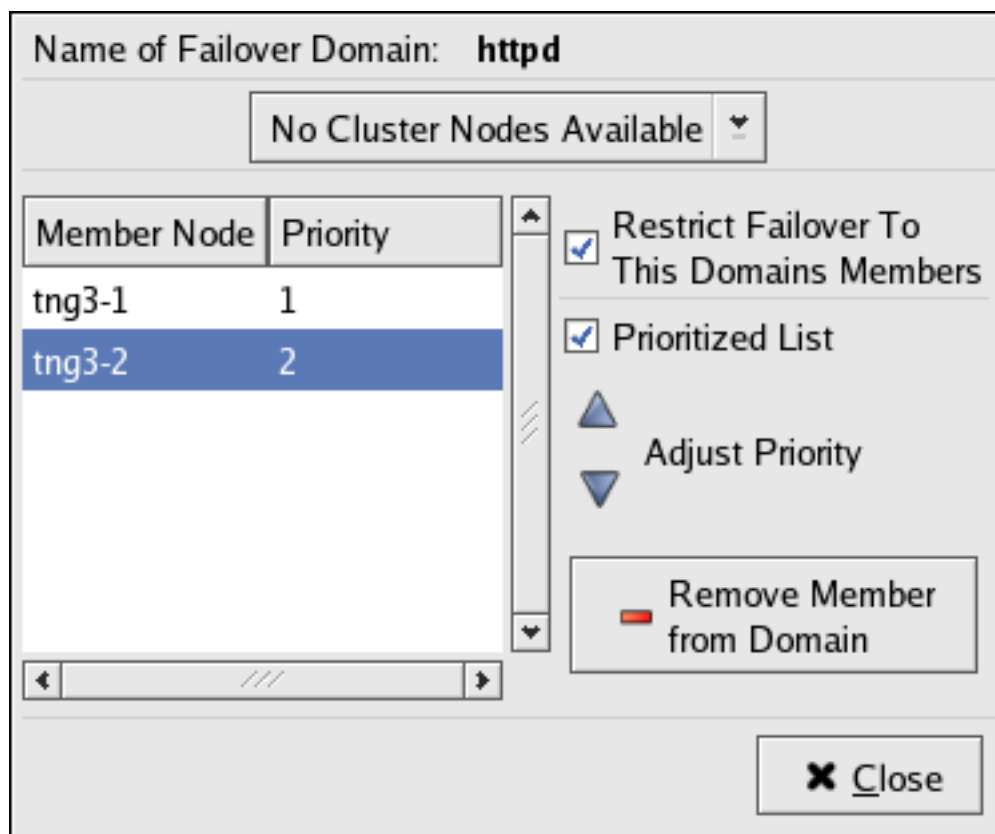 Name of Failover Domain: httpd
No Cluster Nodes Available
Member Node Priority
tng3-1 1
tng3-2 2
Restrict Failover To
This Domains Members
Prioritized List
Adjust Priority
Remove Member
from Domain
Close